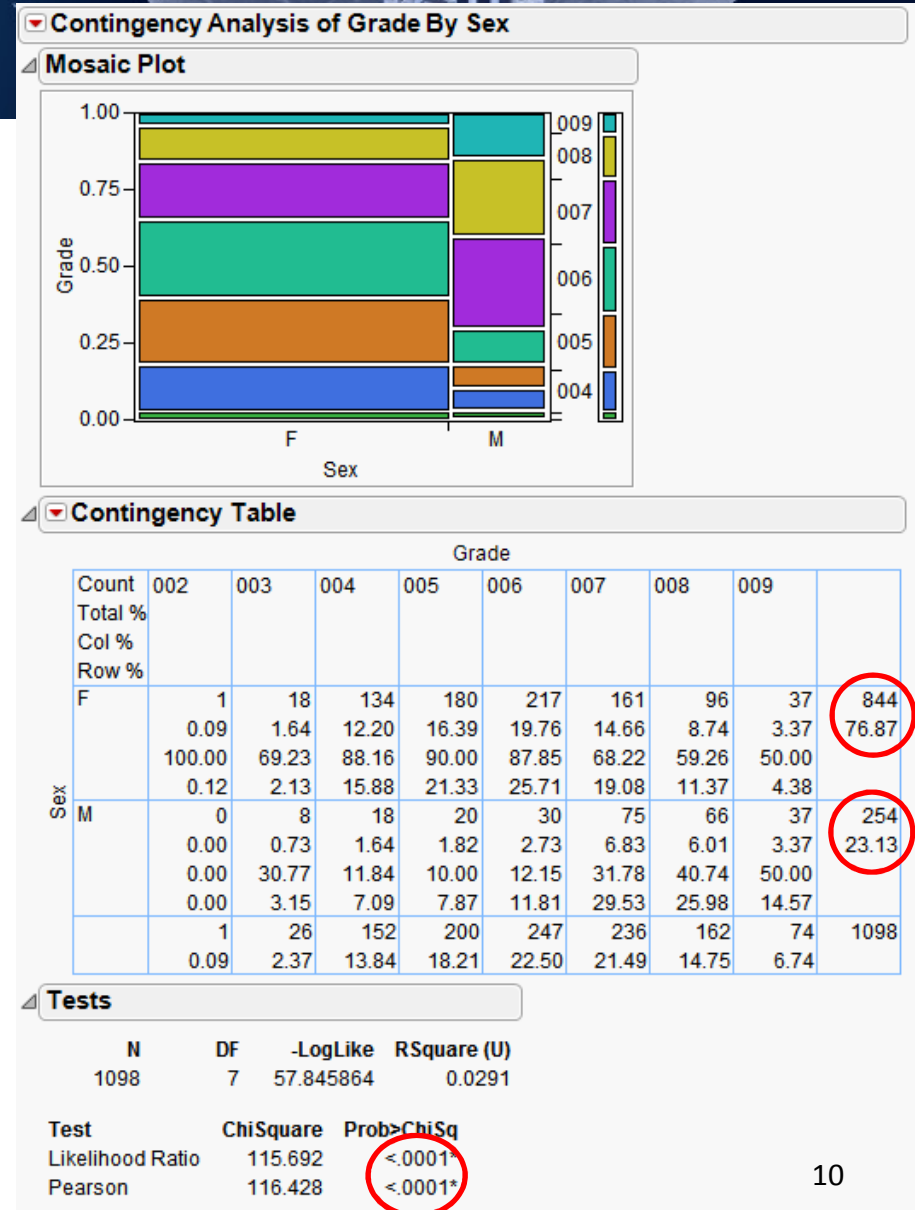 Contingency Analysis of Grade By Sex
Mosaic Plot
1.00
0.75
0.50
0.25
0.00
Grade
009
008
007
006
005
004
F M
Sex
Contingency Table
Grade
Count 002 003 004 005 006 007 008 009
Total %
Col %
Row %
Sex
F 1 18 134 180 217 161 96 37 844
0.09 1.64 12.20 16.39 19.76 14.66 8.74 3.37 76.87
100.00 69.23 88.16 90.00 87.85 68.22 59.26 50.00
0.12 2.13 15.88 21.33 25.71 19.08 11.37 4.38
M 0 8 18 20 30 75 66 37 254
0.00 0.73 1.64 1.82 2.73 6.83 6.01 3.37 23.13
0.00 30.77 11.84 10.00 12.15 31.78 40.74 50.00
0.00 3.15 7.09 7.87 11.81 29.53 25.98 14.57
1 26 152 200 247 236 162 74 1098
0.09 2.37 13.84 18.21 22.50 21.49 14.75 6.74
Tests
N DF -LogLike RSquare (U)
1098 7 57.845864 0.0291
Test ChiSquare Prob>ChiSq
Likelihood Ratio 115.692 <.0001*
Pearson 116.428 <.0001*
10